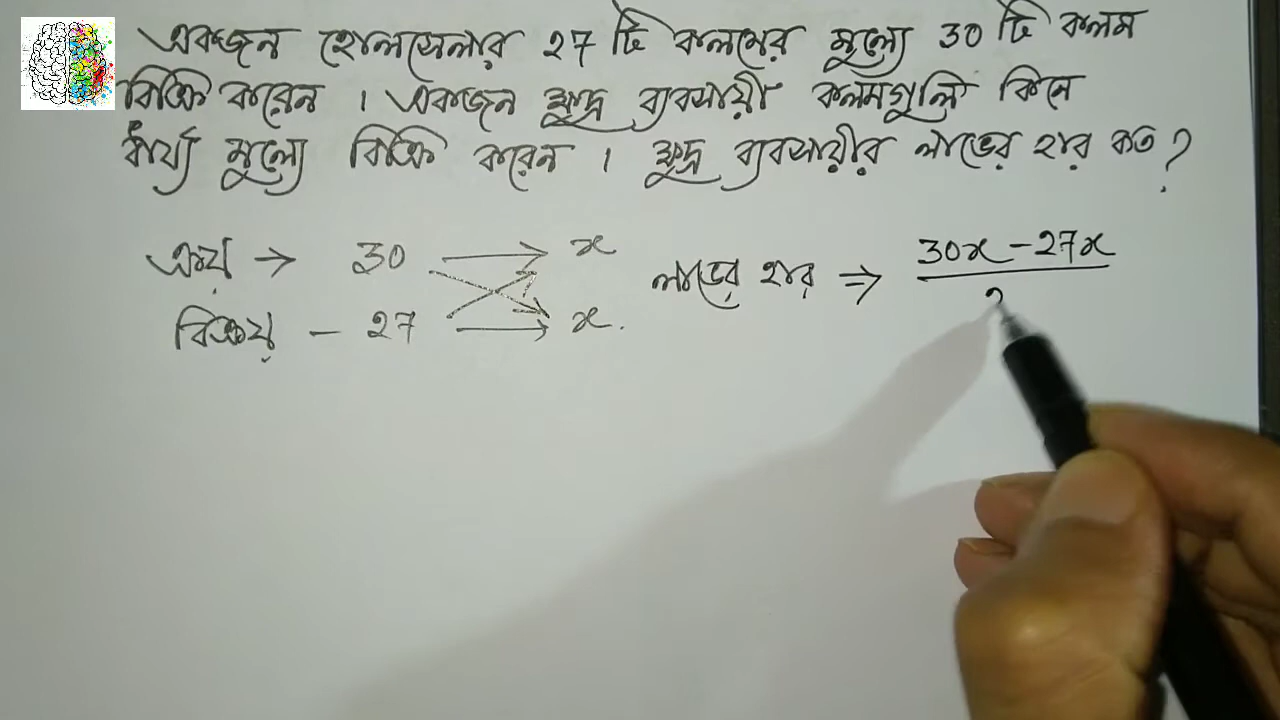 একজন হোলসেলার 27 টি কলমের মূল্যে 30 টি কলম
বিক্রি করেন । একজন ক্ষুদ্র ব্যবসায়ী কলমগুলি কিনে
ধার্য্য মূল্যে বিক্রি করেন । ক্ষুদ্র ব্যবসায়ীর লাভের হার কত ?
ক্রয় → 30 x লাভের হার ⇒ 30x - 27x
বিক্রয় - 27 x.
2